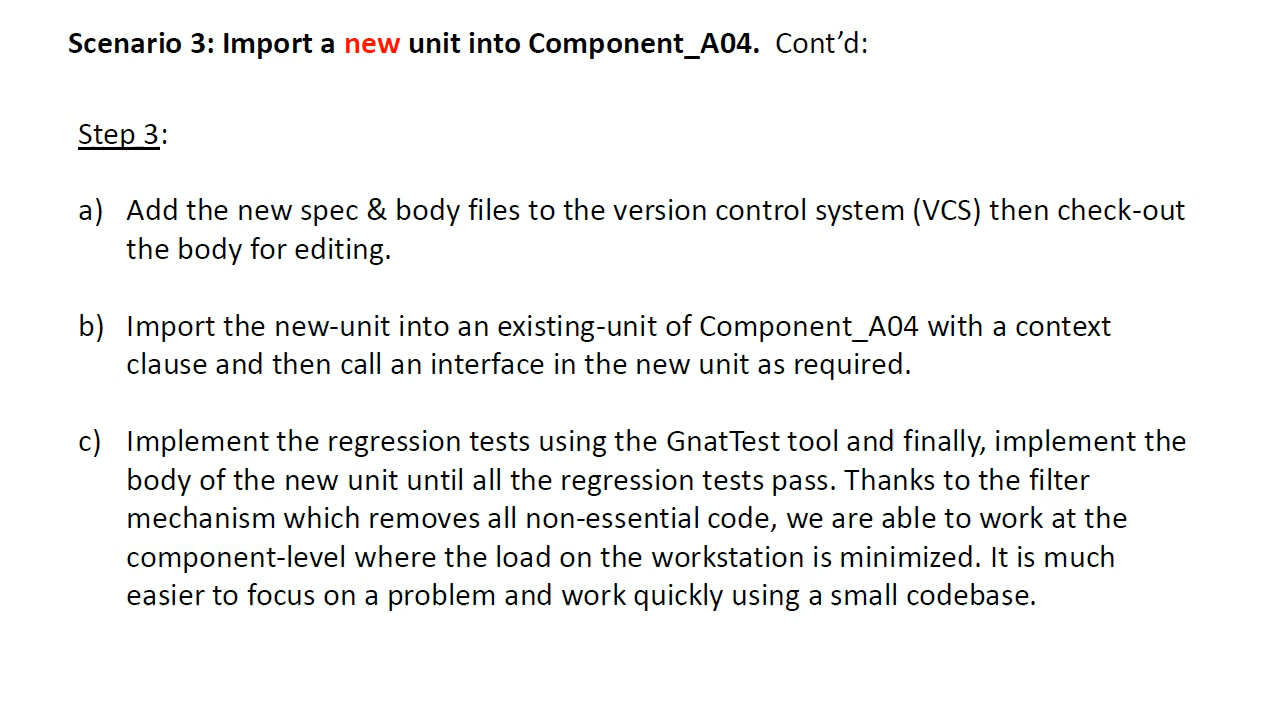 Scenario 3: Import a new unit into Component_A04. Cont’d:
Step 3:
a) Add the new spec & body files to the version control system (VCS) then check-out
the body for editing.
b) Import the new-unit into an existing-unit of Component_A04 with a context
clause and then call an interface in the new unit as required.
c) Implement the regression tests using the GnatTest tool and finally, implement the
body of the new unit until all the regression tests pass. Thanks to the filter
mechanism which removes all non-essential code, we are able to work at the
component-level where the load on the workstation is minimized. It is much
easier to focus on a problem and work quickly using a small codebase.